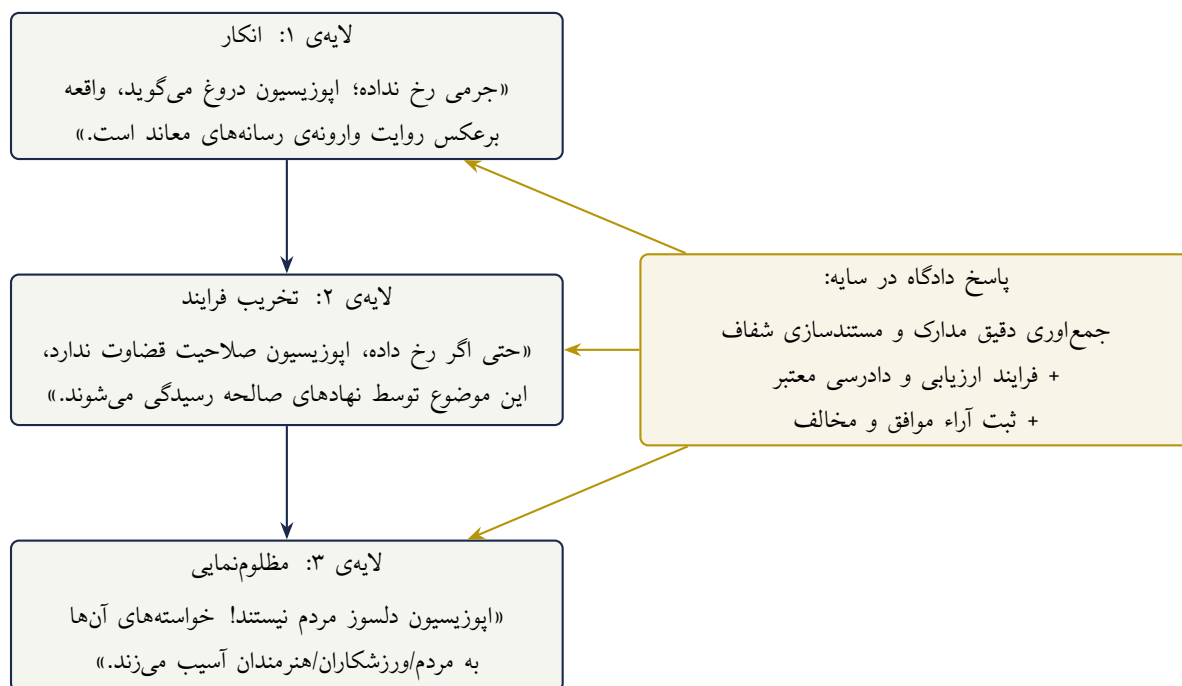 لایه‌ی ۱: انکار
«جرمی رخ نداده؛ اپوزیسیون دروغ می‌گوید، واقعه
برعکس روایت وارونه‌ی رسانه‌های معاند است.»
لایه‌ی ۲: تخریب فرایند
«حتی اگر رخ داده، اپوزیسیون صلاحیت قضاوت ندارد،
این موضوع توسط نهادهای صالحه رسیدگی می‌شوند.»
لایه‌ی ۳: مظلوم‌نمایی
«اپوزیسیون دلسوز مردم نیستند! خواسته‌های آن‌ها
به مردم/ورزشکاران/هنرمندان آسیب می‌زند.»
پاسخ دادگاه در سایه:
جمع‌اوری دقیق مدارک و مستندسازی شفاف
+ فرایند ارزیابی و دادرسی معتبر
+ ثبت آراء موافق و مخالف